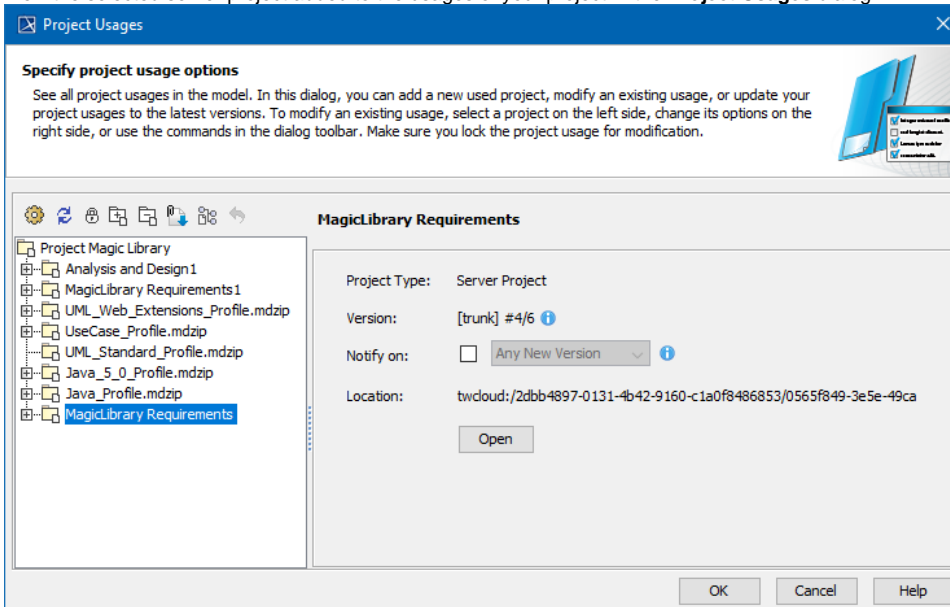 Project Usages
Specify project usage options
See all project usages in the model. In this dialog, you can add a new used project, modify an existing usage, or update your
project usages to the latest versions. To modify an existing usage, select a project on the left side, change its options on the
right side, or use the commands in the dialog toolbar. Make sure you lock the project usage for modification.
MagicLibrary Requirements
Project Magic Library
Analysis and Design1
MagicLibrary Requirements1
UML_Web_Extensions_Profile.mdzip
UseCase_Profile.mdzip
UML_Standard_Profile.mdzip
Java_5_0_Profile.mdzip
Java_Profile.mdzip
MagicLibrary Requirements
Project Type: Server Project
Version: [trunk] #4/6
Notify on: Any New Version
Location: twcloud:/2dbb4897-0131-4b42-9160-c1a0f8486853/0565f849-3e5e-49ca
Open
OK Cancel Help